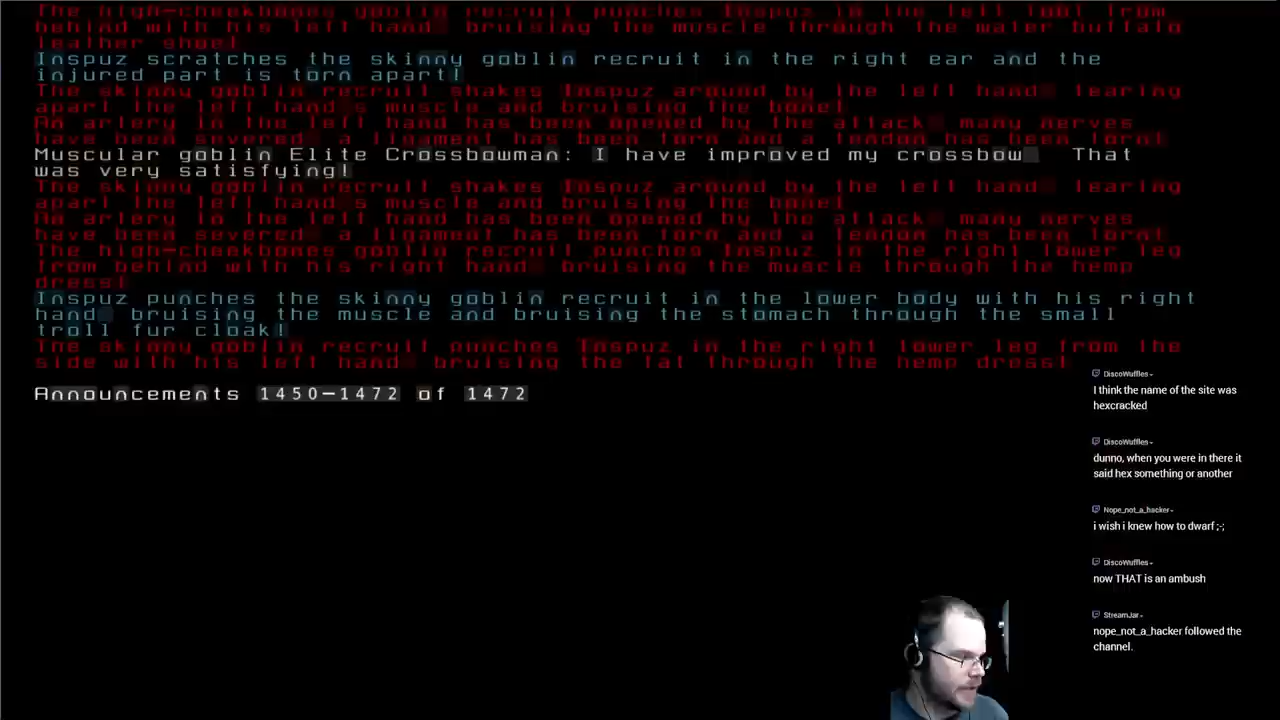 The high-cheekboned goblin recruit punches Inspuz in the left foot from
behind with his left hand, bruising the muscle through the water buffalo
leather shoe!
Inspuz scratches the skinny goblin recruit in the right ear and the
injured part is torn apart!
The skinny goblin recruit shakes Inspuz around by the left hand, tearing
apart the left hand's muscle and bruising the bone!
An artery in the left hand has been opened by the attack, many nerves
have been severed, a ligament has been torn and a tendon has been torn!
Muscular goblin Elite Crossbowman: I have improved my crossbow. That
was very satisfying!
The skinny goblin recruit shakes Inspuz around by the left hand, tearing
apart the left hand's muscle and bruising the bone!
An artery in the left hand has been opened by the attack, many nerves
have been severed, a ligament has been torn and a tendon has been torn!
The high-cheekboned goblin recruit punches Inspuz in the right lower leg
from behind with his right hand, bruising the muscle through the hemp
dress!
Inspuz punches the skinny goblin recruit in the lower body with his right
hand, bruising the muscle and bruising the stomach through the small
troll fur cloak!
The skinny goblin recruit punches Inspuz in the right lower leg from the
side with his left hand, bruising the fat through the hemp dress!
Announcements 1450-1472 of 1472
DiscoWuffles
I think the name of the site was
hexcracked
DiscoWuffles
dunno, when you were in there it
said hex something or another
Nope_not_a_hacker
i wish i knew how to dwarf ;-;
DiscoWuffles
now THAT is an ambush
StreamJar
nope_not_a_hacker followed the
channel.